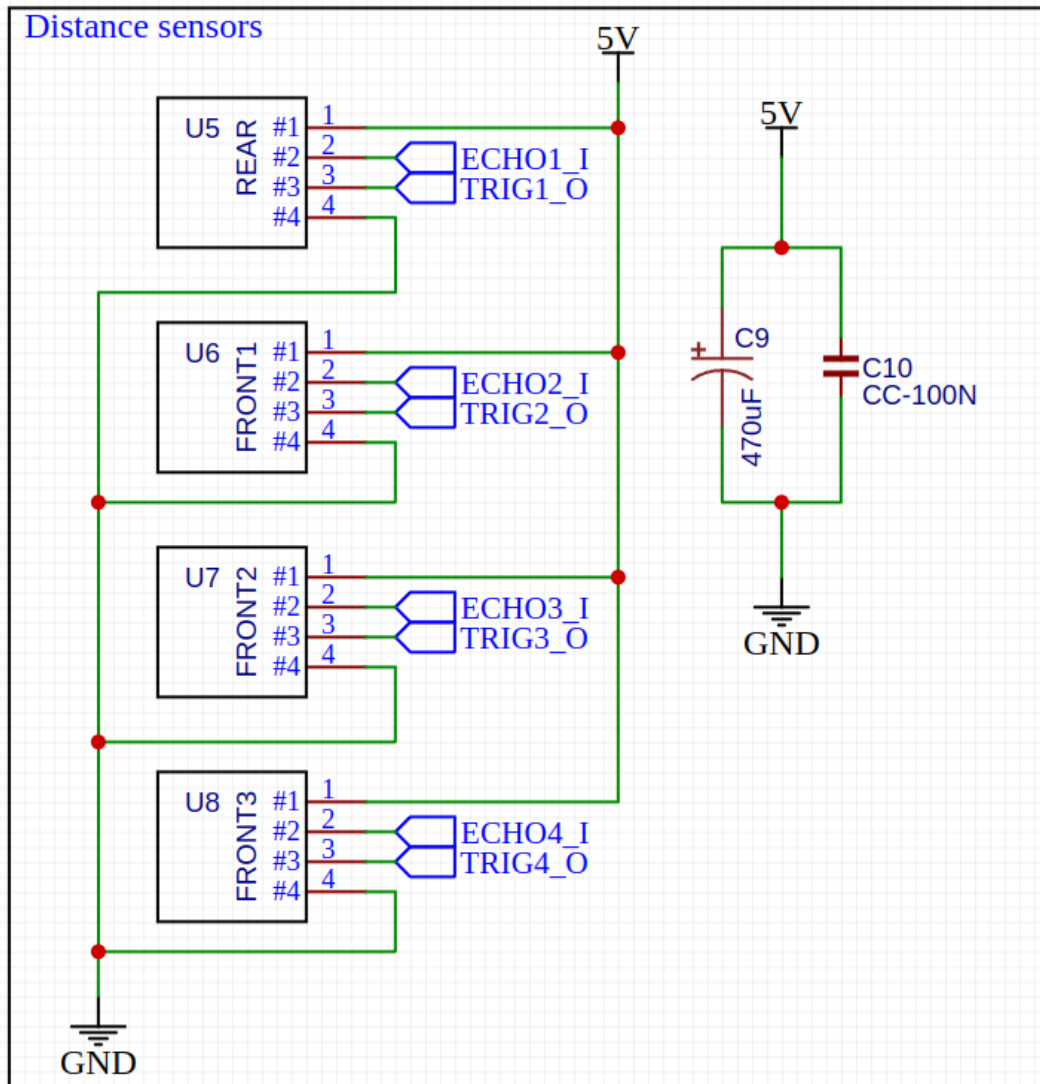 Distance sensors
5V
5V
U5
REAR
#1
#2
#3
#4
1
2
3
4
ECHO1_I
TRIG1_O
U6
FRONT1
#1
#2
#3
#4
1
2
3
4
ECHO2_I
TRIG2_O
+
C9
470uF
C10
CC-100N
U7
FRONT2
#1
#2
#3
#4
1
2
3
4
ECHO3_I
TRIG3_O
GND
U8
FRONT3
#1
#2
#3
#4
1
2
3
4
ECHO4_I
TRIG4_O
GND